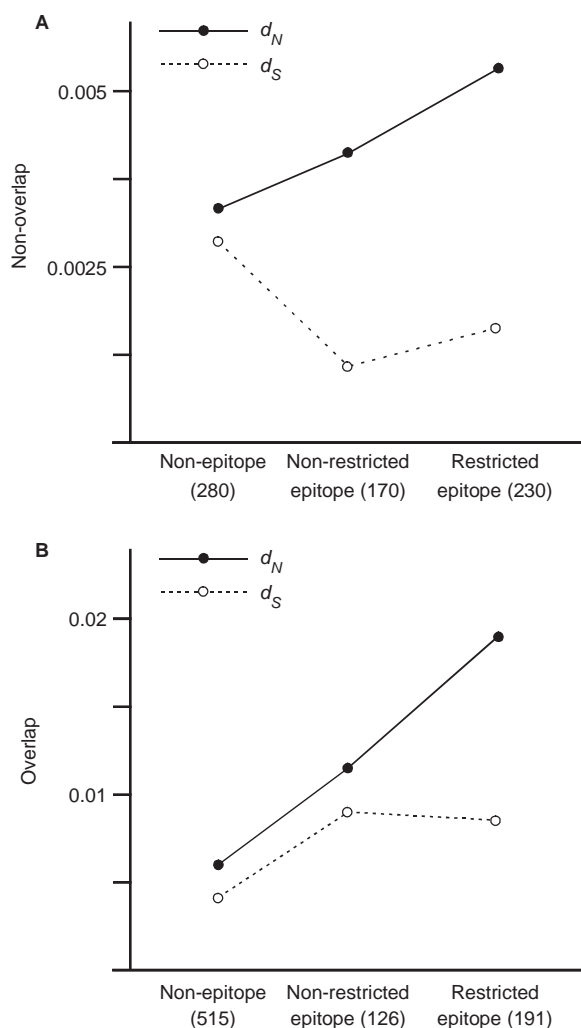 A
d_N
d_S
0.005
Non-overlap
0.0025
Non-epitope Non-restricted Restricted
(280) epitope (170) epitope (230)
B
d_N
d_S
0.02
Overlap
0.01
Non-epitope Non-restricted Restricted
(515) epitope (126) epitope (191)